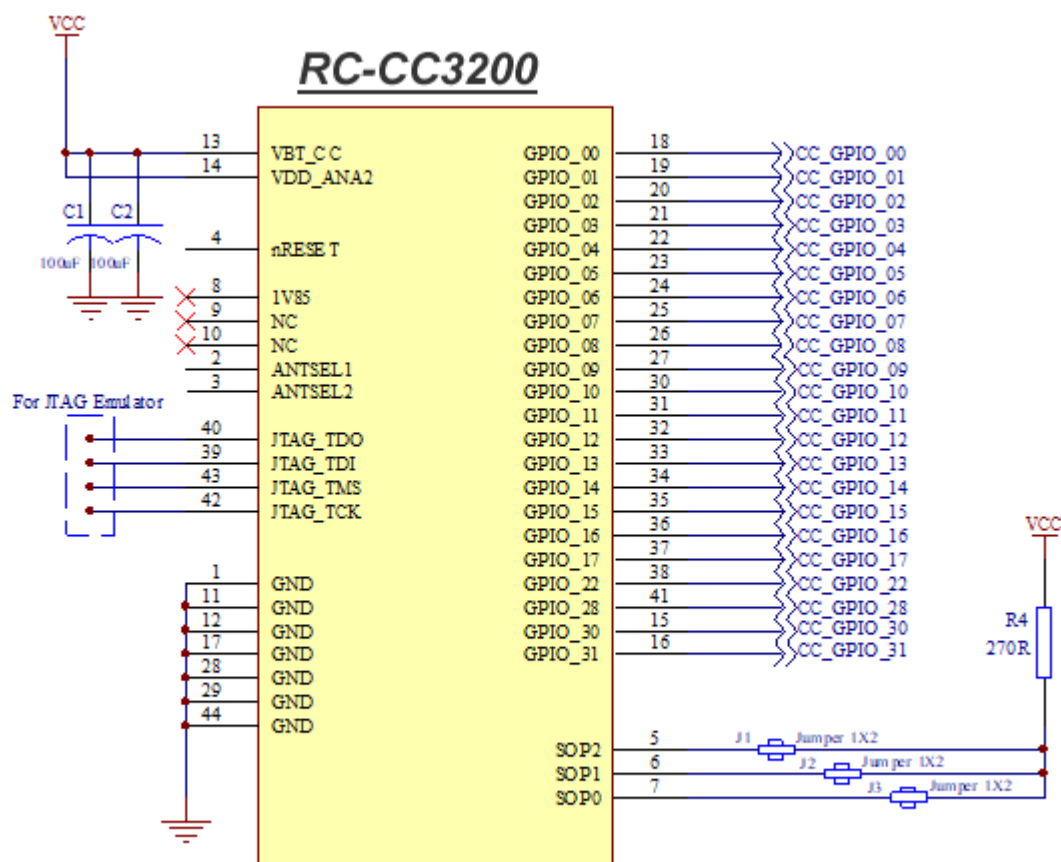 VCC
RC-CC3200
13 VBT_CC GPIO_00 18 CC_GPIO_00
14 VDD_ANA2 GPIO_01 19 CC_GPIO_01
GPIO_02 20 CC_GPIO_02
C1 C2 GPIO_03 21 CC_GPIO_03
4 nRESET GPIO_04 22 CC_GPIO_04
100uF 100uF GPIO_05 23 CC_GPIO_05
8 1V85 GPIO_06 24 CC_GPIO_06
9 NC GPIO_07 25 CC_GPIO_07
10 NC GPIO_08 26 CC_GPIO_08
2 ANTSEL1 GPIO_09 27 CC_GPIO_09
3 ANTSEL2 GPIO_10 30 CC_GPIO_10
For JTAG Emulator GPIO_11 31 CC_GPIO_11
40 JTAG_TDO GPIO_12 32 CC_GPIO_12
39 JTAG_TDI GPIO_13 33 CC_GPIO_13
43 JTAG_TMS GPIO_14 34 CC_GPIO_14
42 JTAG_TCK GPIO_15 35 CC_GPIO_15
GPIO_16 36 CC_GPIO_16
VCC
GPIO_17 37 CC_GPIO_17
1 GND GPIO_22 38 CC_GPIO_22
11 GND GPIO_28 41 CC_GPIO_28
12 GND GPIO_30 15 CC_GPIO_30
17 GND GPIO_31 16 CC_GPIO_31
R4
270R
28 GND
29 GND
44 GND
SOP2 5 J1 Jumper 1X2
SOP1 6 J2 Jumper 1X2
SOP0 7 J3 Jumper 1X2